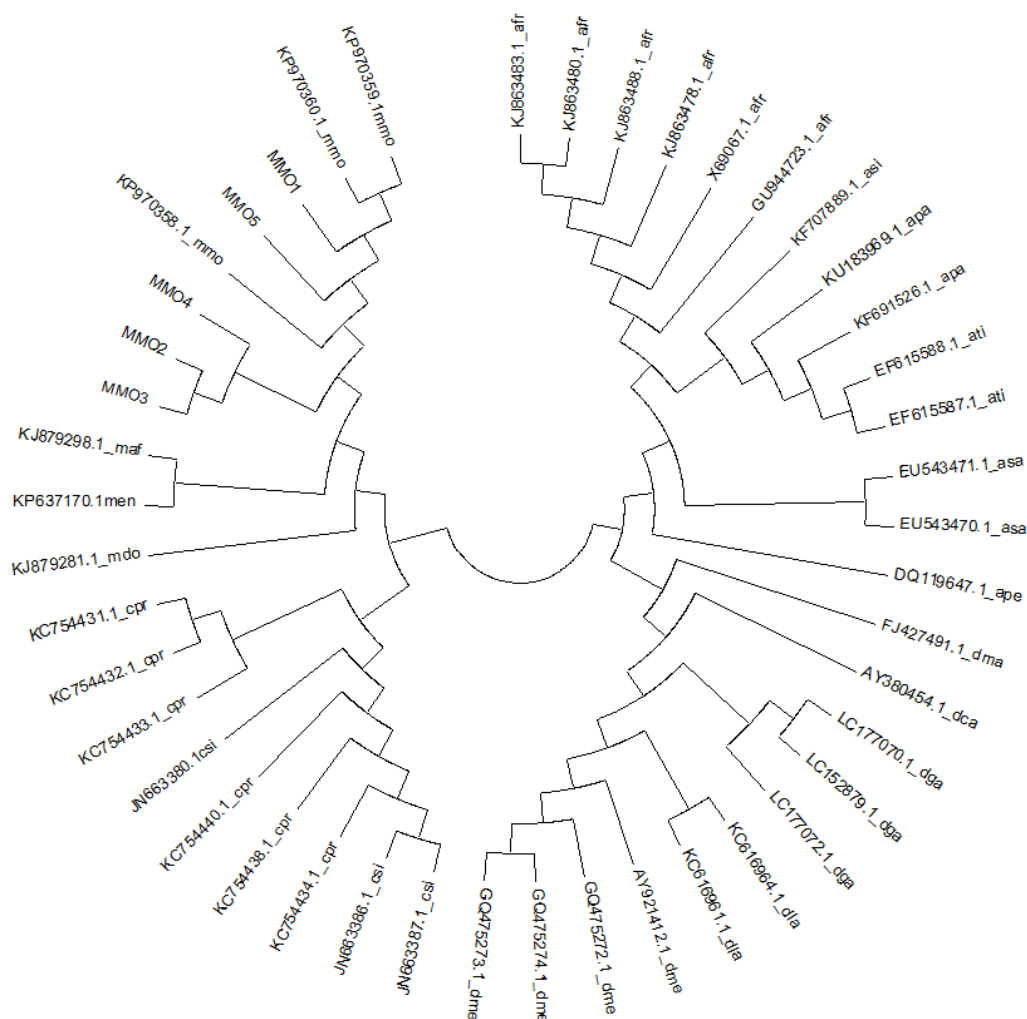 KJ863483.1_afr
KJ863480.1_afr
KJ863488.1_afr
KJ863478.1_afr
X69067.1_afr
GU944723.1_afr
KF707889.1_asi
KU183969.1_apa
KF691526.1_apa
EF615588.1_ati
EF615587.1_ati
EU543471.1_asa
EU543470.1_asa
DQ119647.1_ape
FJ427491.1_dma
AY380454.1_dca
LC177070.1_dga
LC152879.1_dga
LC177072.1_dga
KC616964.1_dla
KC616961.1_dla
AY921412.1_dme
GQ475272.1_dme
GQ475274.1_dme
GQ475273.1_dme
JN663387.1_csi
JN663386.1_csi
KC754434.1_cpr
KC754438.1_cpr
KC754440.1_cpr
JN663380.1csi
KC754433.1_cpr
KC754432.1_cpr
KC754431.1_cpr
KJ879281.1_mdo
KP637170.1men
KJ879298.1_maf
MMO3
MMO2
MMO4
KP970358.1_mmo
MMO5
MMO1
KP970360.1_mmo
KP970359.1mmo